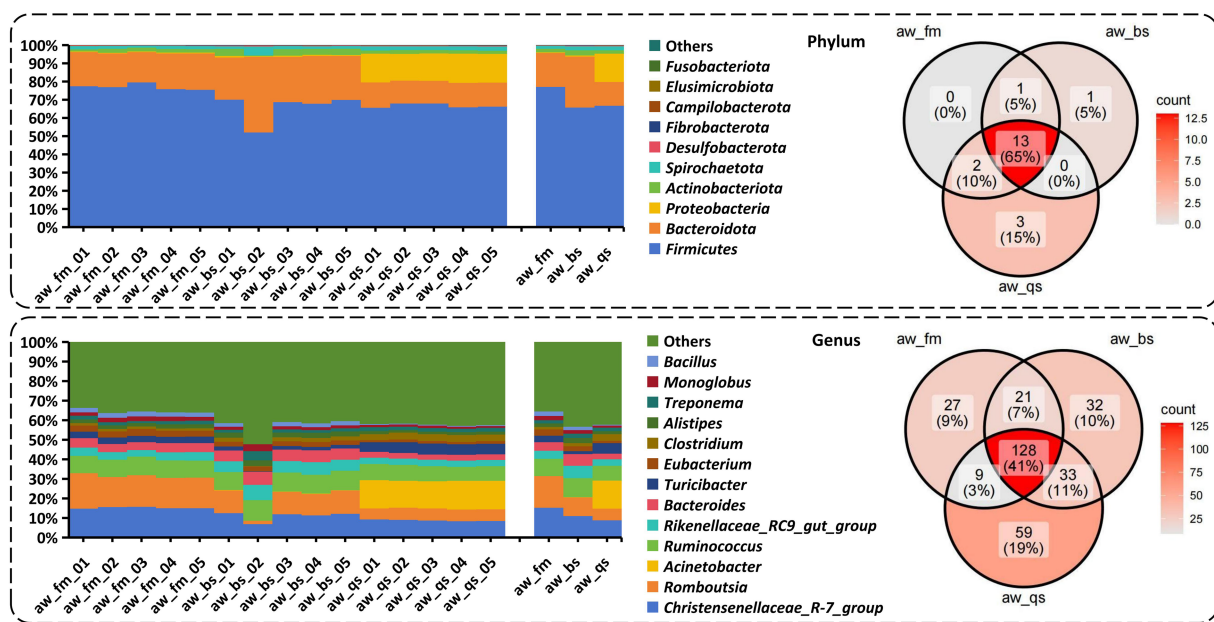 100%
90%
80%
70%
60%
50%
40%
30%
20%
10%
0%
aw_fm_01
aw_fm_02
aw_fm_03
aw_fm_04
aw_fm_05
aw_bs_01
aw_bs_02
aw_bs_03
aw_bs_04
aw_bs_05
aw_qs_01
aw_qs_02
aw_qs_03
aw_qs_04
aw_qs_05
aw_fm
aw_bs
aw_qs
Others
Fusobacteriota
Elusimicrobiota
Campilobacterota
Fibrobacterota
Desulfobacterota
Spirochaetota
Actinobacteriota
Proteobacteria
Bacteroidota
Firmicutes
Phylum
aw_fm
aw_bs
0
(0%)
1
(5%)
1
(5%)
13
(65%)
2
(10%)
0
(0%)
3
(15%)
aw_qs
count
12.5
10.0
7.5
5.0
2.5
0.0
100%
90%
80%
70%
60%
50%
40%
30%
20%
10%
0%
aw_fm_01
aw_fm_02
aw_fm_03
aw_fm_04
aw_fm_05
aw_bs_01
aw_bs_02
aw_bs_03
aw_bs_04
aw_bs_05
aw_qs_01
aw_qs_02
aw_qs_03
aw_qs_04
aw_qs_05
aw_fm
aw_bs
aw_qs
Others
Bacillus
Monoglobus
Treponema
Alistipes
Clostridium
Eubacterium
Turicibacter
Bacteroides
Rikenellaceae_RC9_gut_group
Ruminococcus
Acinetobacter
Romboutsia
Christensenellaceae_R-7_group
Genus
aw_fm
aw_bs
27
(9%)
21
(7%)
32
(10%)
128
(41%)
9
(3%)
33
(11%)
59
(19%)
aw_qs
count
125
100
75
50
25